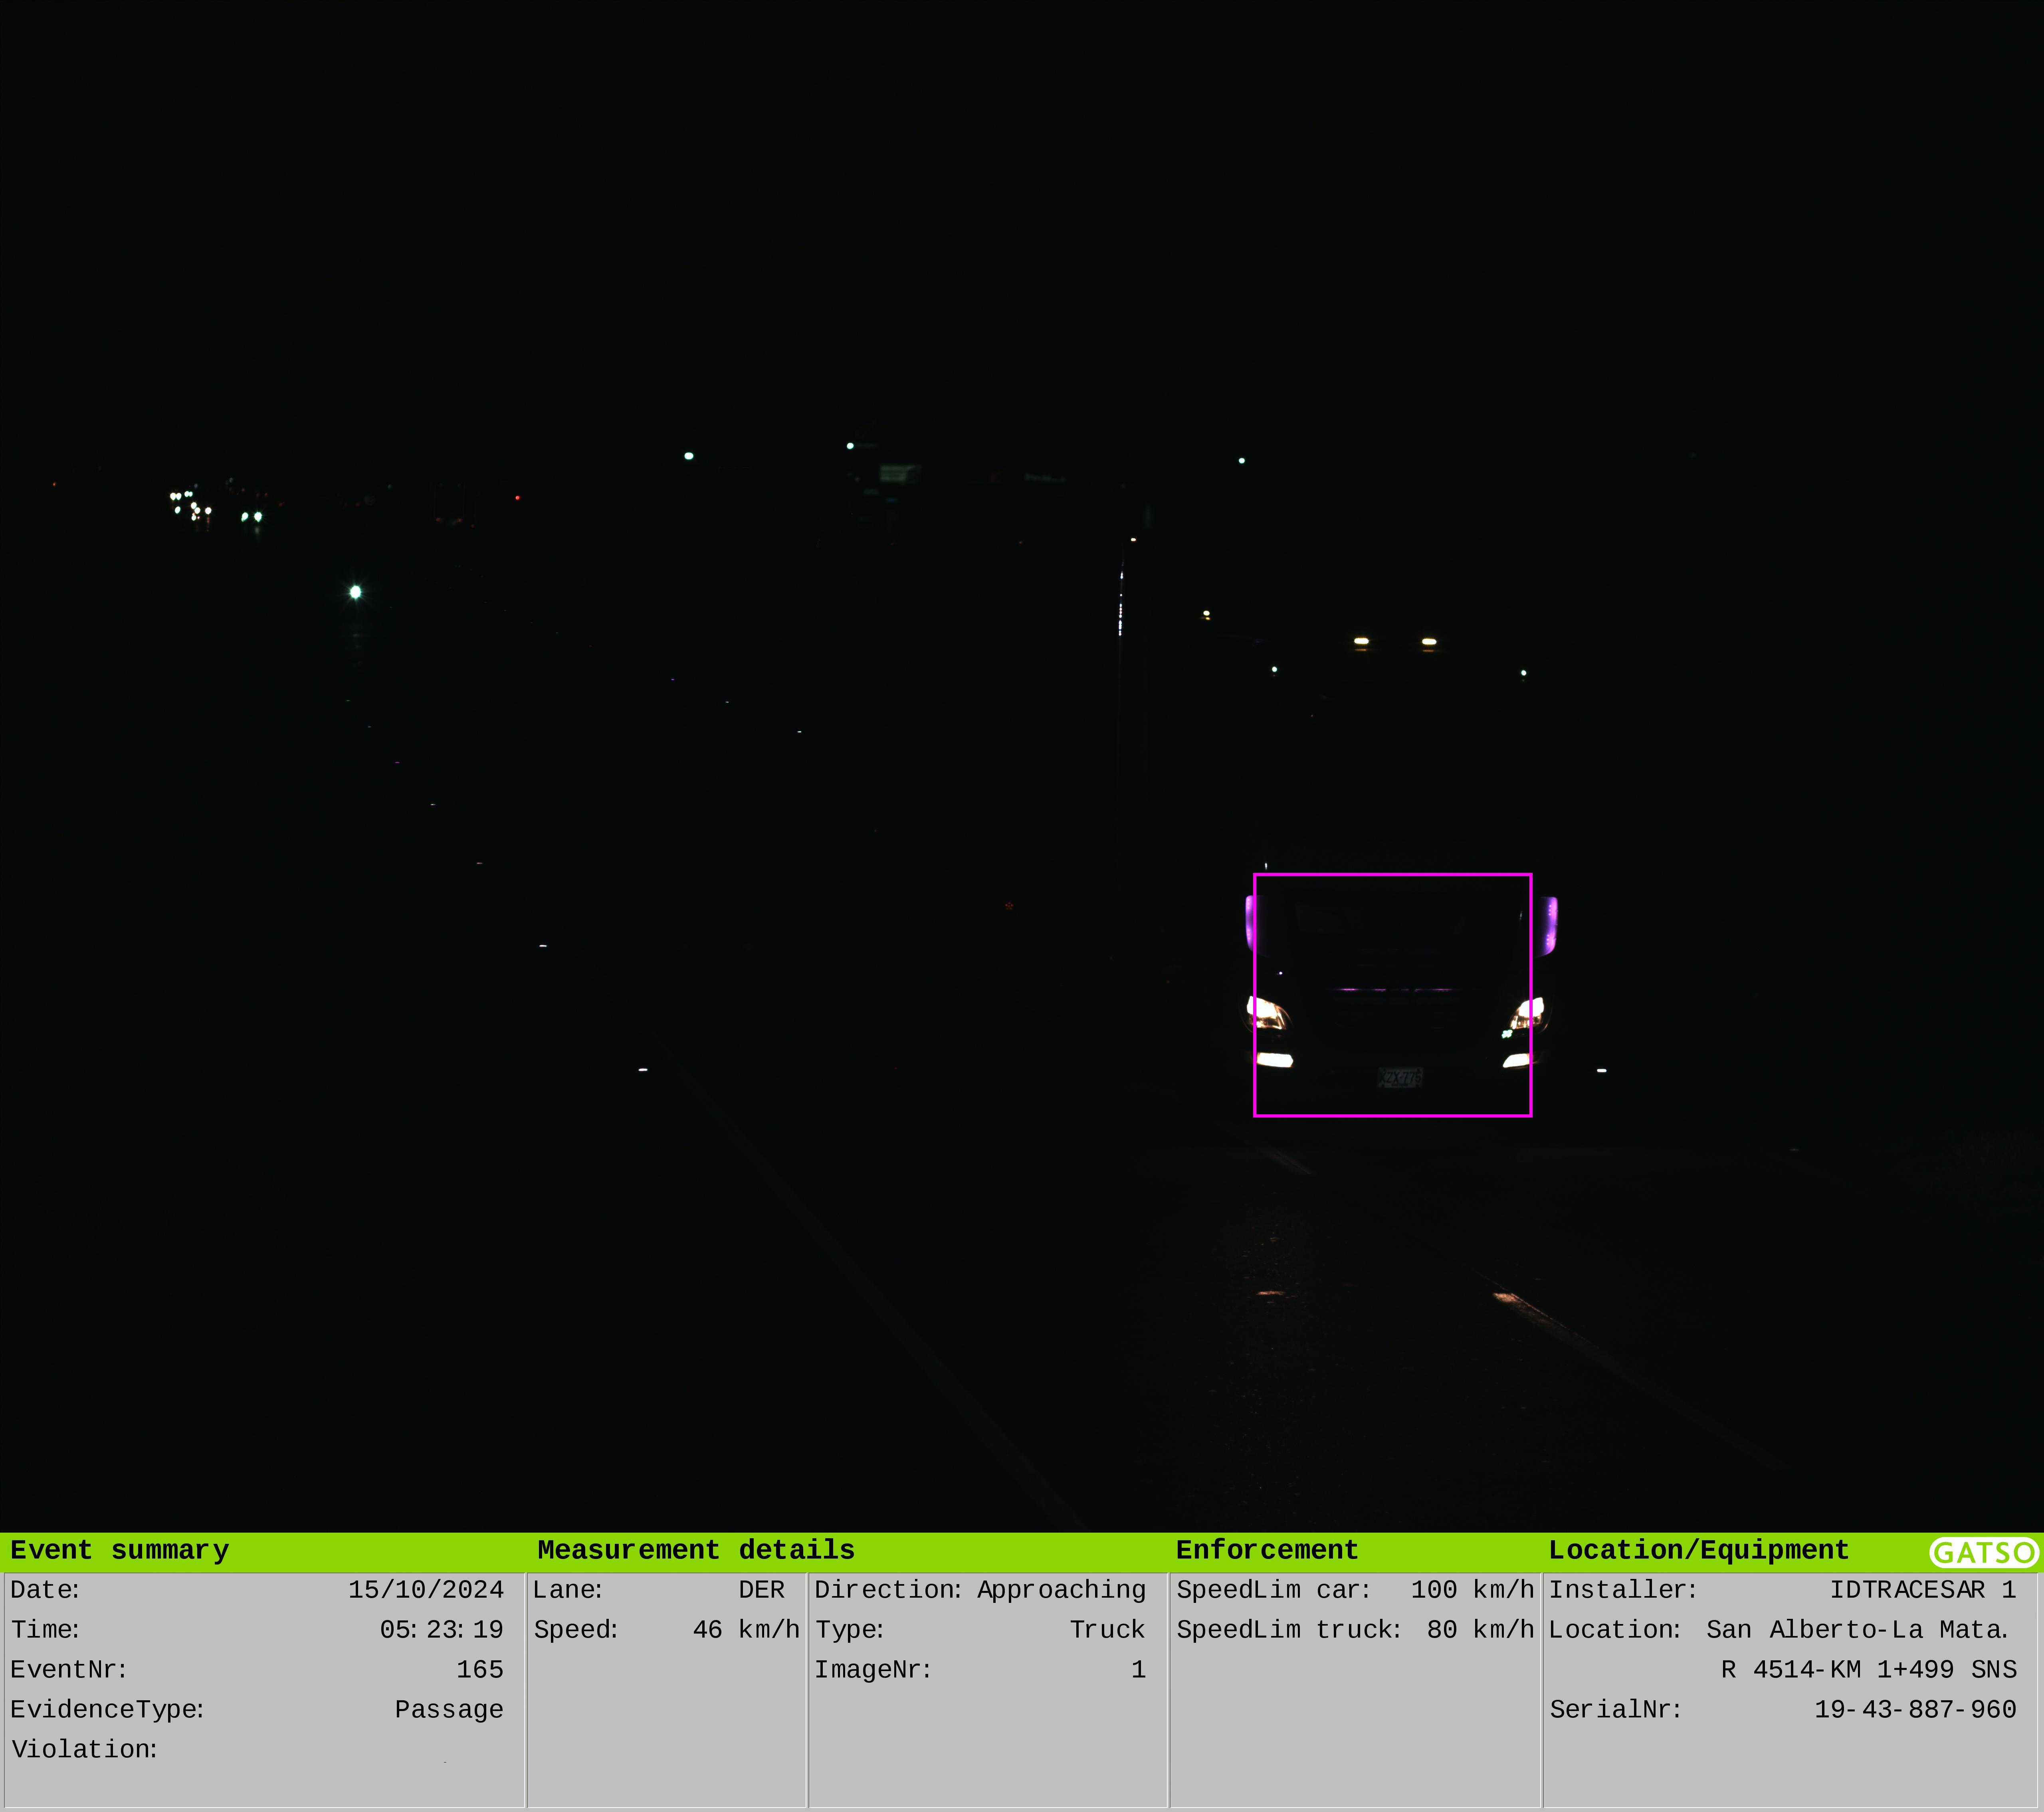 Event summary
Date: 15/10/2024
Time: 05:23:19
EventNr: 165
EvidenceType: Passage
Violation:
Measurement details
Lane: DER
Speed: 46 km/h
Direction: Approaching
Type: Truck
ImageNr: 1
Enforcement
SpeedLim car: 100 km/h
SpeedLim truck: 80 km/h
Location/Equipment
GATSO
Installer: IDTRACESAR 1
Location: San Alberto-La Mata.
R 4514-KM 1+499 SNS
SerialNr: 19-43-887-960